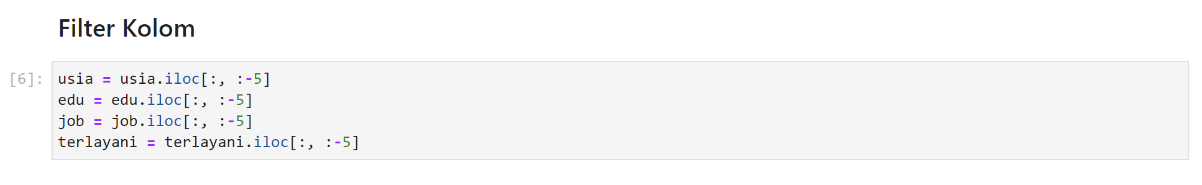 Filter Kolom
[6]: usia = usia.iloc[:, :-5]
edu = edu.iloc[:, :-5]
job = job.iloc[:, :-5]
terlayani = terlayani.iloc[:, :-5]